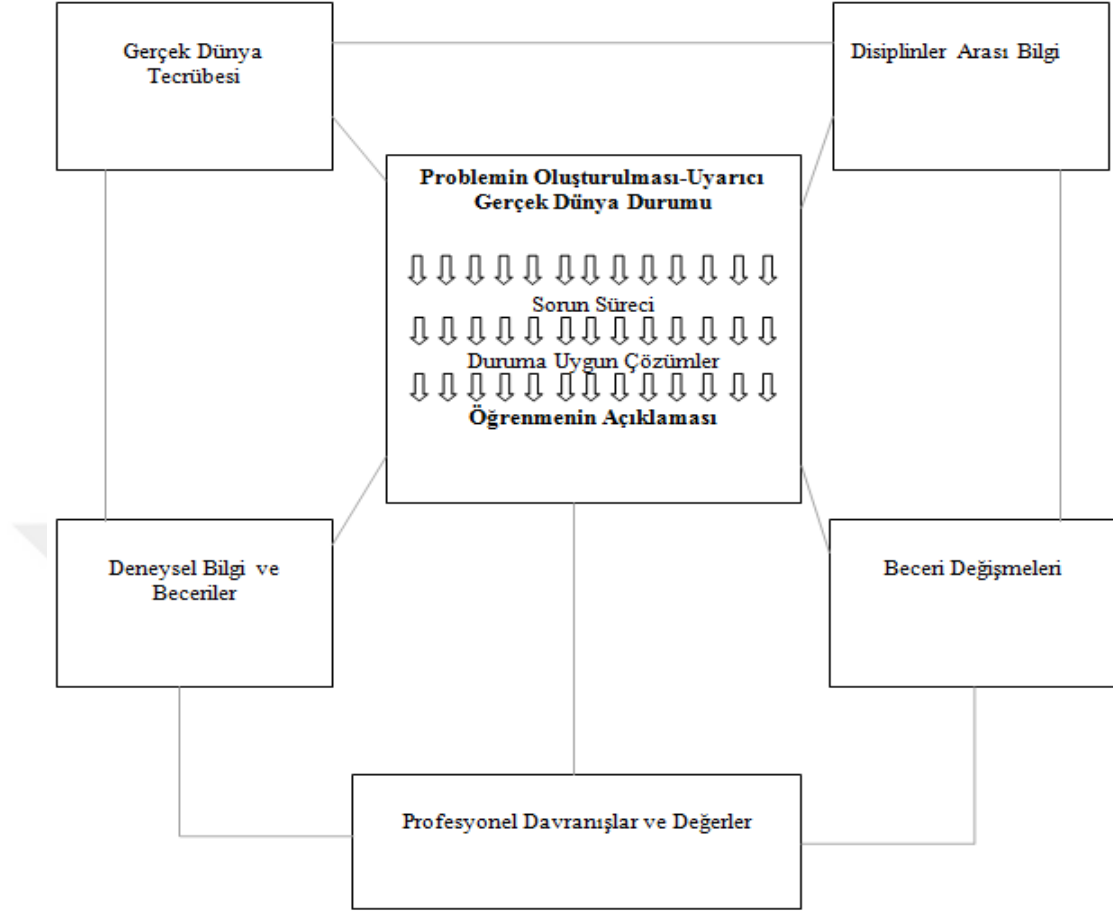 Gerçek Dünya
Tecrübesi
Disiplinler Arası Bilgi
Problemin Oluşturulması-Uyarıcı
Gerçek Dünya Durumu
Sorun Süreci
Duruma Uygun Çözümler
Öğrenmenin Açıklaması
Deneysel Bilgi ve
Beceriler
Beceri Değişmeleri
Profesyonel Davranışlar ve Değerler